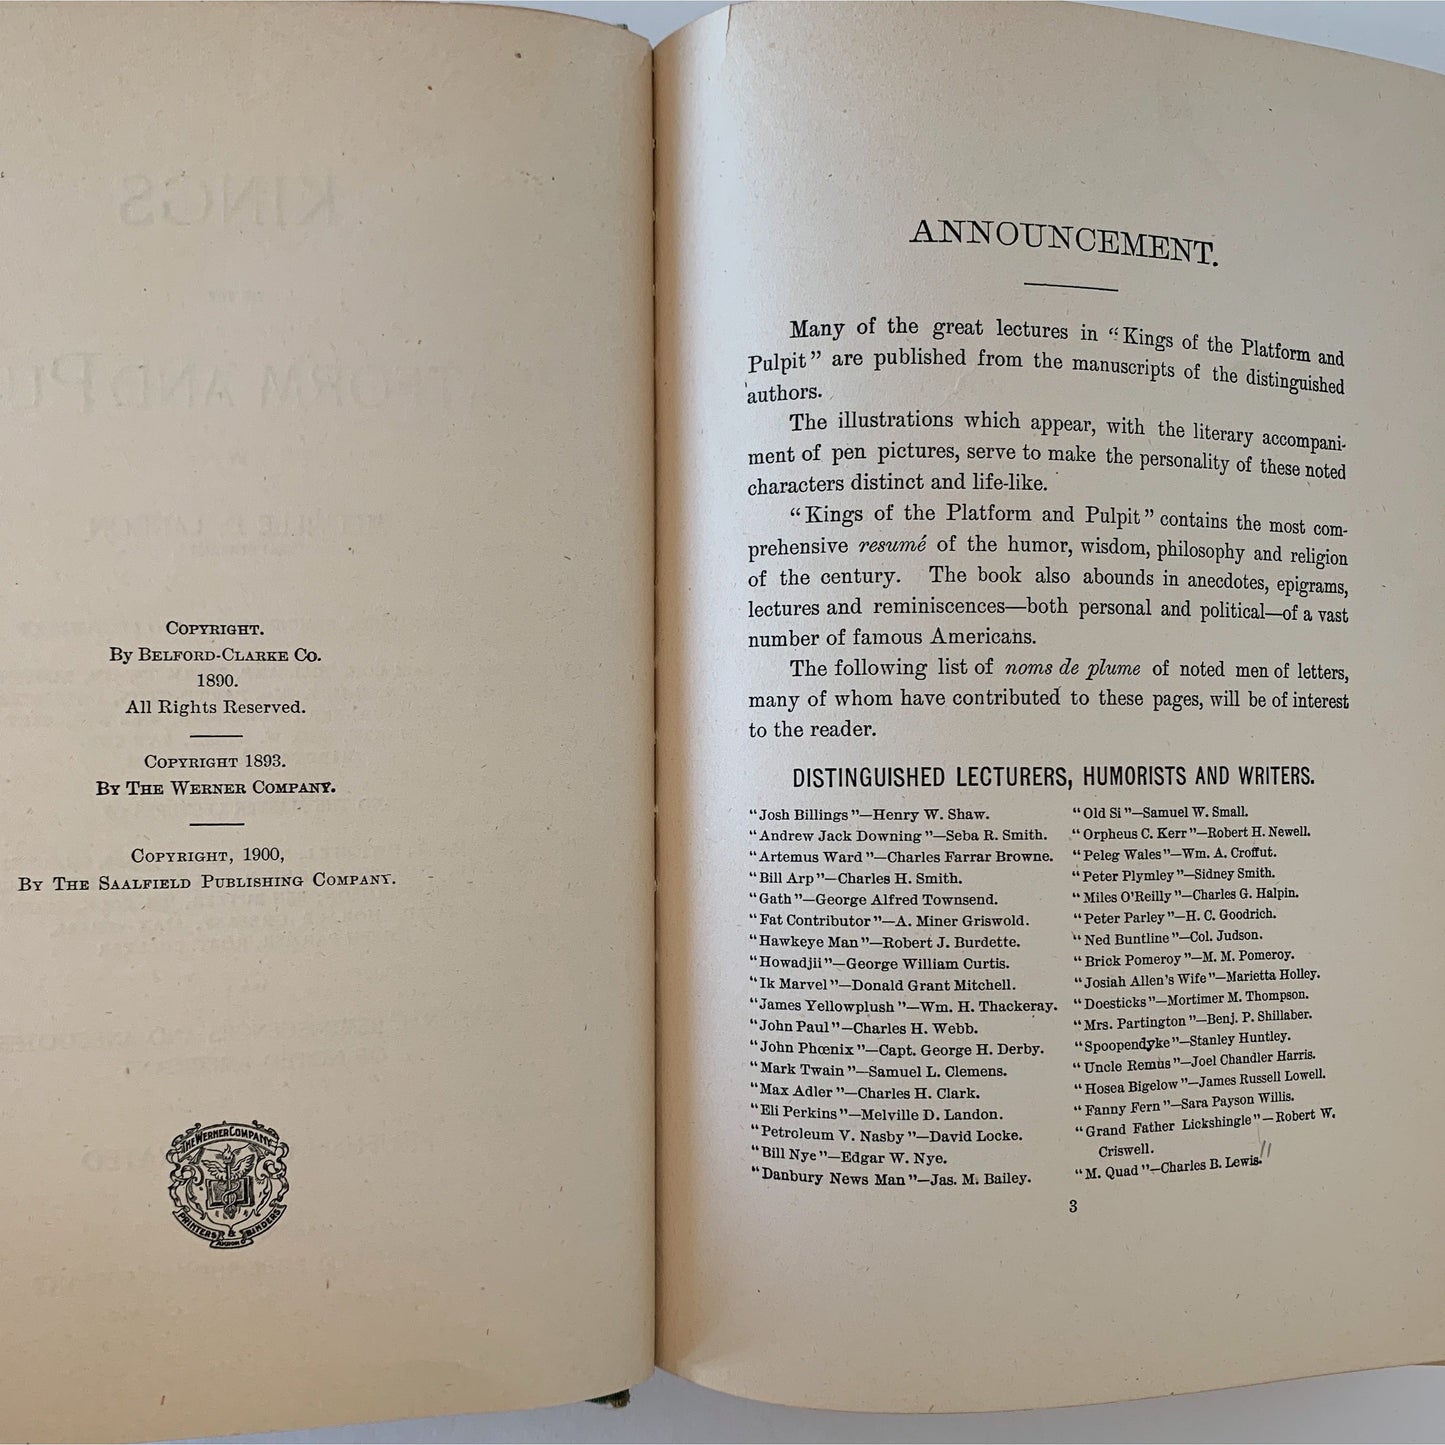 COPYRIGHT.
BY BELFORD-CLARKE CO.
1890.
All Rights Reserved.
COPYRIGHT 1893.
BY THE WERNER COMPANY.
COPYRIGHT, 1900,
BY THE SAALFIELD PUBLISHING COMPANY.
THE WERNER COMPANY
PRINTERS & BINDERS
AKRON O
ANNOUNCEMENT.
Many of the great lectures in "Kings of the Platform and
Pulpit" are published from the manuscripts of the distinguished
authors.
The illustrations which appear, with the literary accompani-
ment of pen pictures, serve to make the personality of these noted
characters distinct and life-like.
"Kings of the Platform and Pulpit" contains the most com-
prehensive resumé of the humor, wisdom, philosophy and religion
of the century. The book also abounds in anecdotes, epigrams,
lectures and reminiscences—both personal and political—of a vast
number of famous Americans.
The following list of noms de plume of noted men of letters,
many of whom have contributed to these pages, will be of interest
to the reader.
DISTINGUISHED LECTURERS, HUMORISTS AND WRITERS.
"Josh Billings"—Henry W. Shaw.
"Andrew Jack Downing"—Seba R. Smith.
"Artemus Ward"—Charles Farrar Browne.
"Bill Arp"—Charles H. Smith.
"Gath"—George Alfred Townsend.
"Fat Contributor"—A. Miner Griswold.
"Hawkeye Man"—Robert J. Burdette.
"Howadjii"—George William Curtis.
"Ik Marvel"—Donald Grant Mitchell.
"James Yellowplush"—Wm. H. Thackeray.
"John Paul"—Charles H. Webb.
"John Phœnix"—Capt. George H. Derby.
"Mark Twain"—Samuel L. Clemens.
"Max Adler"—Charles H. Clark.
"Eli Perkins"—Melville D. Landon.
"Petroleum V. Nasby"—David Locke.
"Bill Nye"—Edgar W. Nye.
"Danbury News Man"—Jas. M. Bailey.
"Old Si"—Samuel W. Small.
"Orpheus C. Kerr"—Robert H. Newell.
"Peleg Wales"—Wm. A. Croffut.
"Peter Plymley"—Sidney Smith.
"Miles O'Reilly"—Charles G. Halpin.
"Peter Parley"—H. C. Goodrich.
"Ned Buntline"—Col. Judson.
"Brick Pomeroy"—M. M. Pomeroy.
"Josiah Allen's Wife"—Marietta Holley.
"Doesticks"—Mortimer M. Thompson.
"Mrs. Partington"—Benj. P. Shillaber.
"Spoopendyke"—Stanley Huntley.
"Uncle Remus"—Joel Chandler Harris.
"Hosea Bigelow"—James Russell Lowell.
"Fanny Fern"—Sara Payson Willis.
"Grand Father Lickshingle"—Robert W.
Criswell.
"M. Quad"—Charles B. Lewis.
3